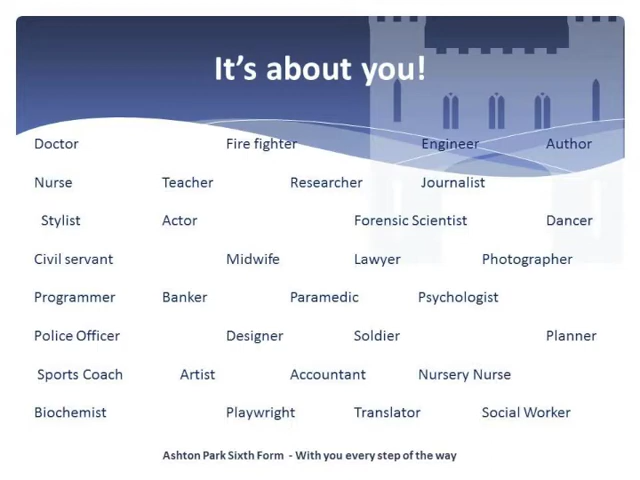 It's about you!
Doctor Fire fighter Engineer Author
Nurse Teacher Researcher Journalist
Stylist Actor Forensic Scientist Dancer
Civil servant Midwife Lawyer Photographer
Programmer Banker Paramedic Psychologist
Police Officer Designer Soldier Planner
Sports Coach Artist Accountant Nursery Nurse
Biochemist Playwright Translator Social Worker
Ashton Park Sixth Form - With you every step of the way